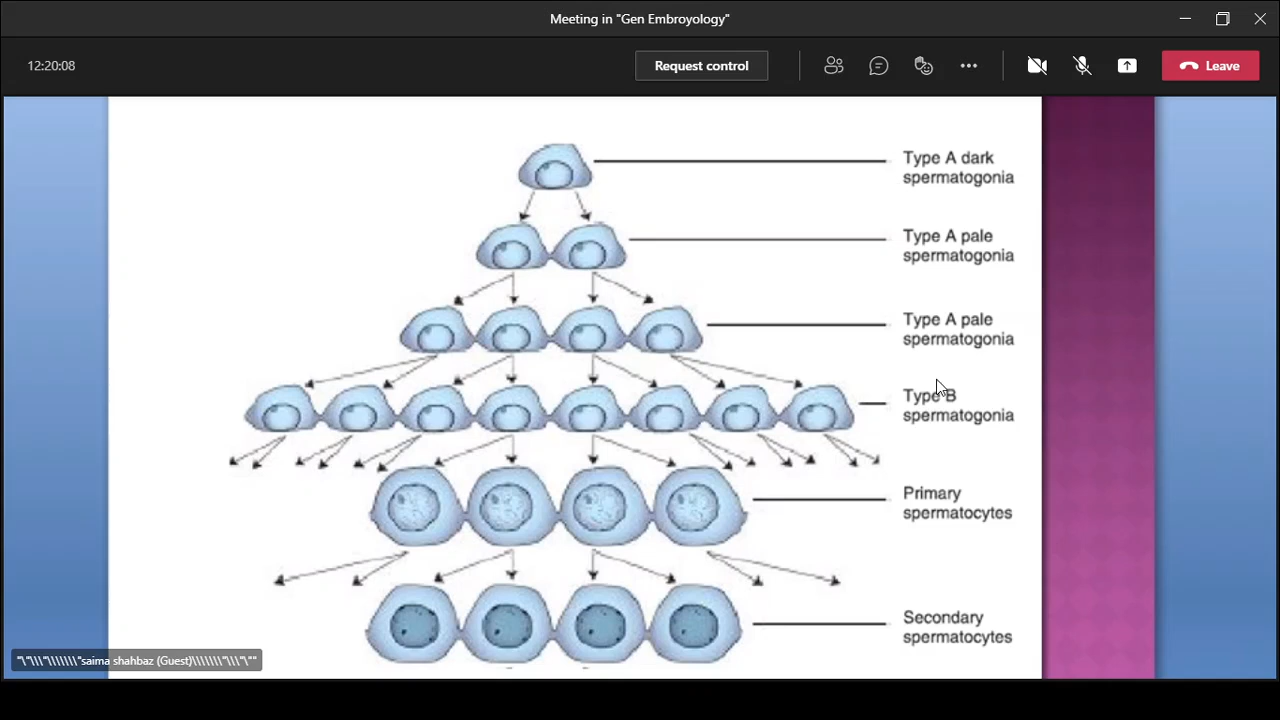 Meeting in "Gen Embroyology"
12:20:08
Request control
Leave
Type A dark
spermatogonia
Type A pale
spermatogonia
Type A pale
spermatogonia
Type B
spermatogonia
Primary
spermatocytes
Secondary
spermatocytes
"\"\\\"\\\\\\\"saima shahbaz (Guest)\\\\\\\"\\\"\""